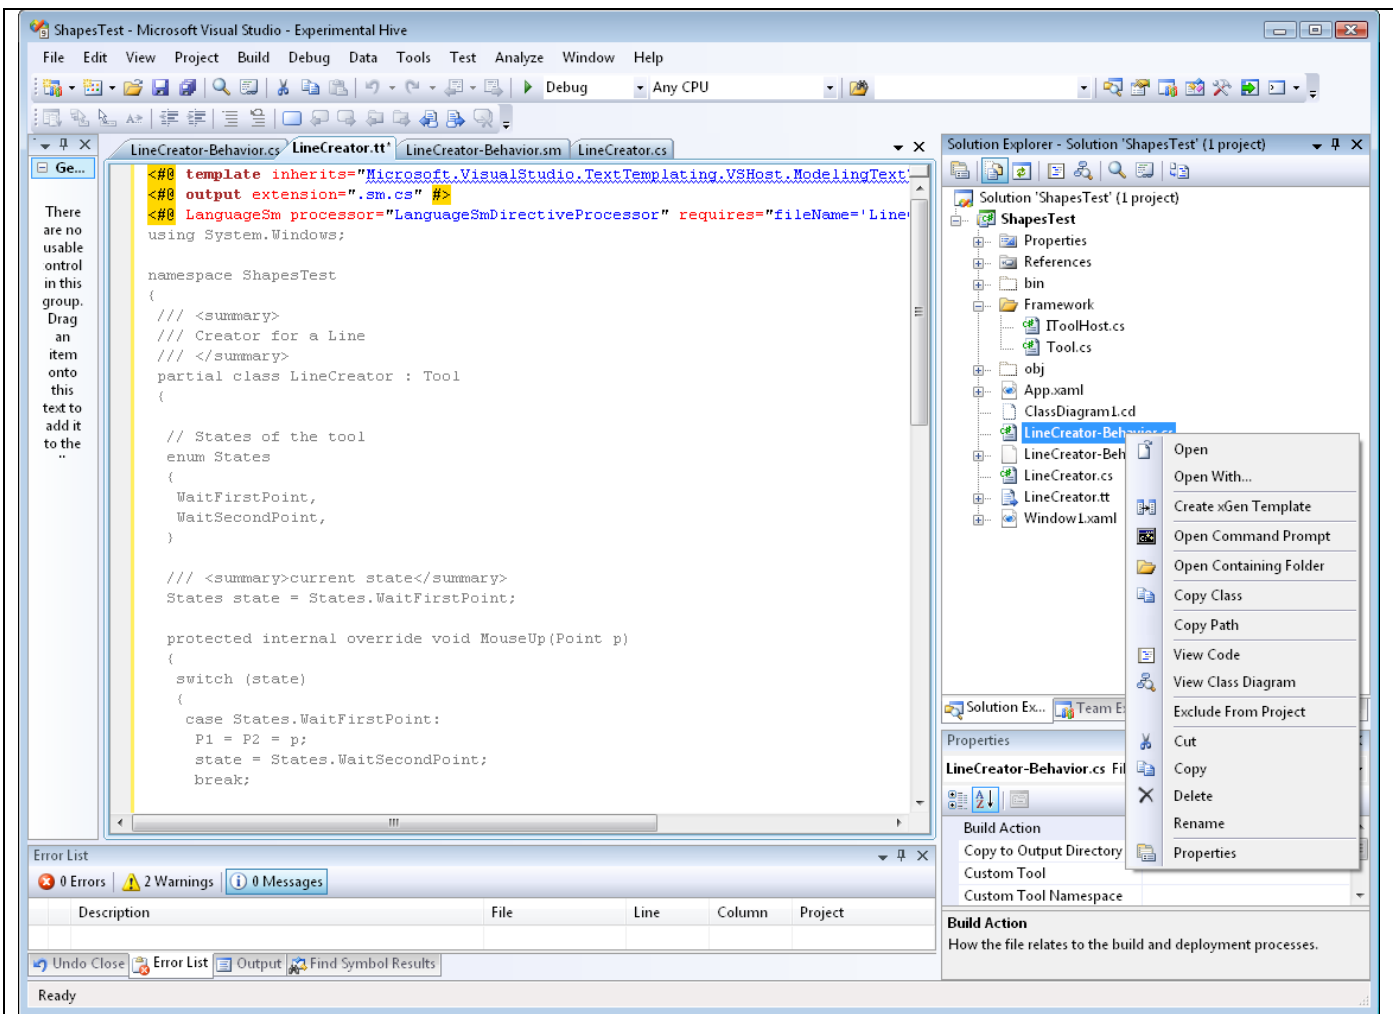 ShapesTest - Microsoft Visual Studio - Experimental Hive
File Edit View Project Build Debug Data Tools Test Analyze Window Help
Debug Any CPU
LineCreator-Behavior.cs LineCreator.tt* LineCreator-Behavior.sm LineCreator.cs
Ge...
There
are no
usable
ontrol
in this
group.
Drag
an
item
onto
this
text to
add it
to the
<#@ template inherits="Microsoft.VisualStudio.TextTemplating.VSHost.ModelingText
<#@ output extension=".sm.cs" #>
<#@ LanguageSm processor="LanguageSmDirectiveProcessor" requires="fileName='Line
using System.Windows;
namespace ShapesTest
{
/// <summary>
/// Creator for a Line
/// </summary>
partial class LineCreator : Tool
{
// States of the tool
enum States
{
WaitFirstPoint,
WaitSecondPoint,
}
/// <summary>current state</summary>
States state = States.WaitFirstPoint;
protected internal override void MouseUp(Point p)
{
switch (state)
{
case States.WaitFirstPoint:
P1 = P2 = p;
state = States.WaitSecondPoint;
break;
Solution Explorer - Solution 'ShapesTest' (1 project)
Solution 'ShapesTest' (1 project)
ShapesTest
Properties
References
bin
Framework
IToolHost.cs
Tool.cs
obj
App.xaml
ClassDiagram1.cd
LineCreator-Behavior.cs
LineCreator-Beh
LineCreator.cs
LineCreator.tt
Window1.xaml
Open
Open With...
Create xGen Template
Open Command Prompt
Open Containing Folder
Copy Class
Copy Path
View Code
View Class Diagram
Exclude From Project
Cut
Copy
Delete
Rename
Properties
Solution Ex... Team E
Properties
LineCreator-Behavior.cs Fil
Build Action
Copy to Output Directory
Custom Tool
Custom Tool Namespace
Build Action
How the file relates to the build and deployment processes.
Error List
0 Errors 2 Warnings 0 Messages
Description File Line Column Project
Undo Close Error List Output Find Symbol Results
Ready